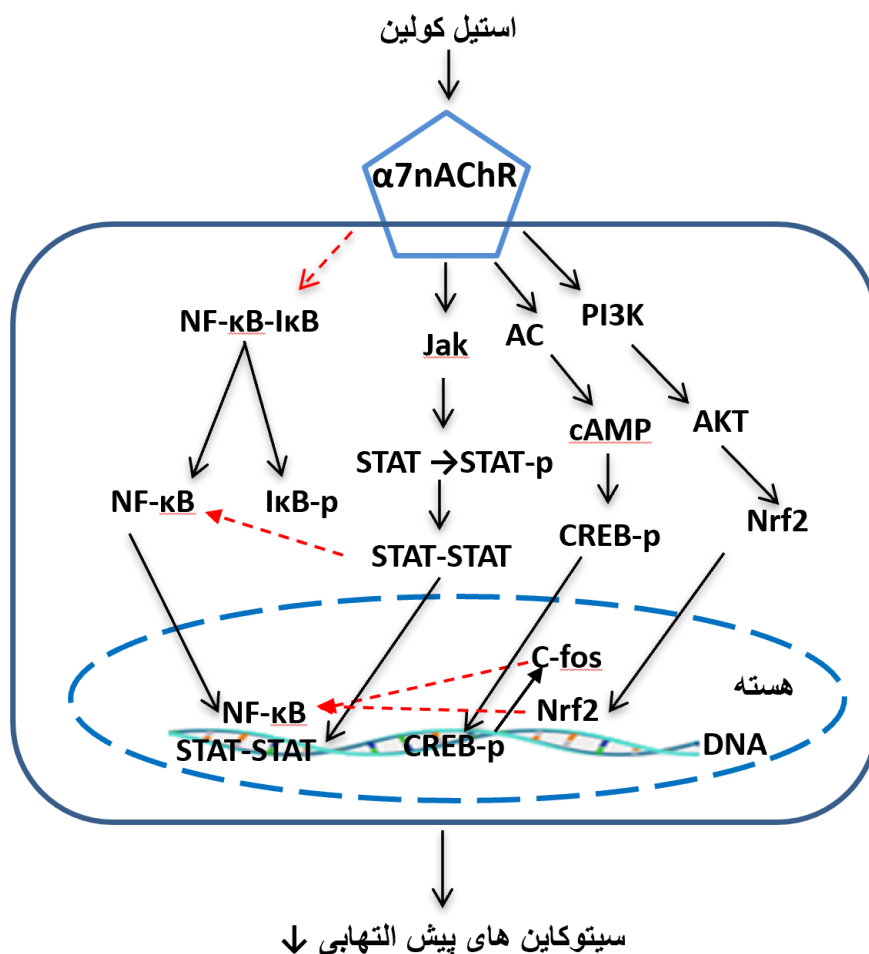 استیل کولین
α7nAChR
NF-κB-IκB
Jak
AC
PI3K
cAMP
AKT
STAT → STAT-p
NF-κB
IκB-p
CREB-p
Nrf2
STAT-STAT
C-fos
هسته
NF-κB
Nrf2
STAT-STAT
CREB-p
DNA
سیتوکاین های پیش التهابی ↓